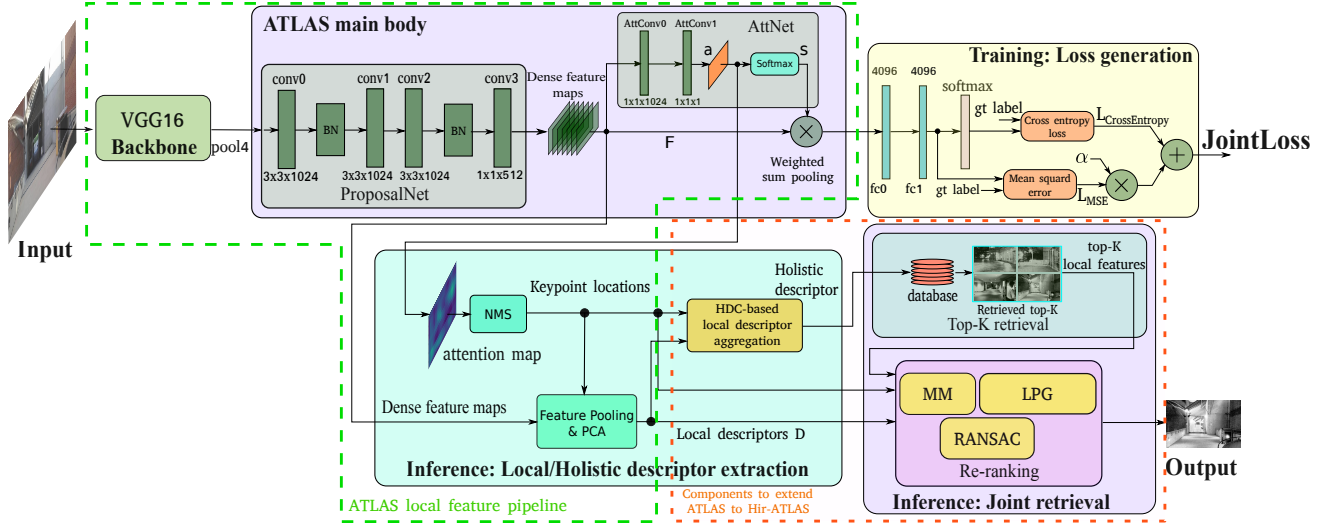 ATLAS main body
AttNet
AttConv0
AttConv1
a
Softmax
S
1x1x1024
1x1x1
conv0
conv1
conv2
conv3
BN
BN
3x3x1024
3x3x1024
3x3x1024
1x1x512
ProposalNet
Dense feature
maps
F
Weighted
sum pooling
VGG16
Backbone
pool4
Input
Training: Loss generation
4096
4096
softmax
fc0
fc1
gt label
Cross entropy
loss
L_CrossEntropy
gt label
Mean square
error
L_MSE
α
JointLoss
attention map
NMS
Keypoint locations
Dense feature maps
Feature Pooling
& PCA
Local descriptors D
Inference: Local/Holistic descriptor extraction
ATLAS local feature pipeline
HDC-based
local descriptor
aggregation
Holistic
descriptor
Components to extend
ATLAS to Hir-ATLAS
database
Retrieved top-K
Top-K retrieval
top-K
local features
MM
LPG
RANSAC
Re-ranking
Inference: Joint retrieval
Output